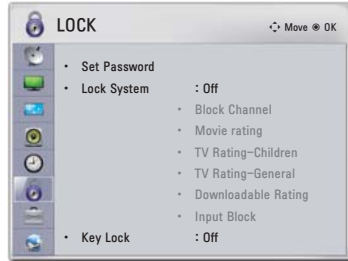 LOCK
Move ◉ OK
• Set Password
• Lock System : Off
• Block Channel
• Movie rating
• TV Rating-Children
• TV Rating-General
• Downloadable Rating
• Input Block
• Key Lock : Off